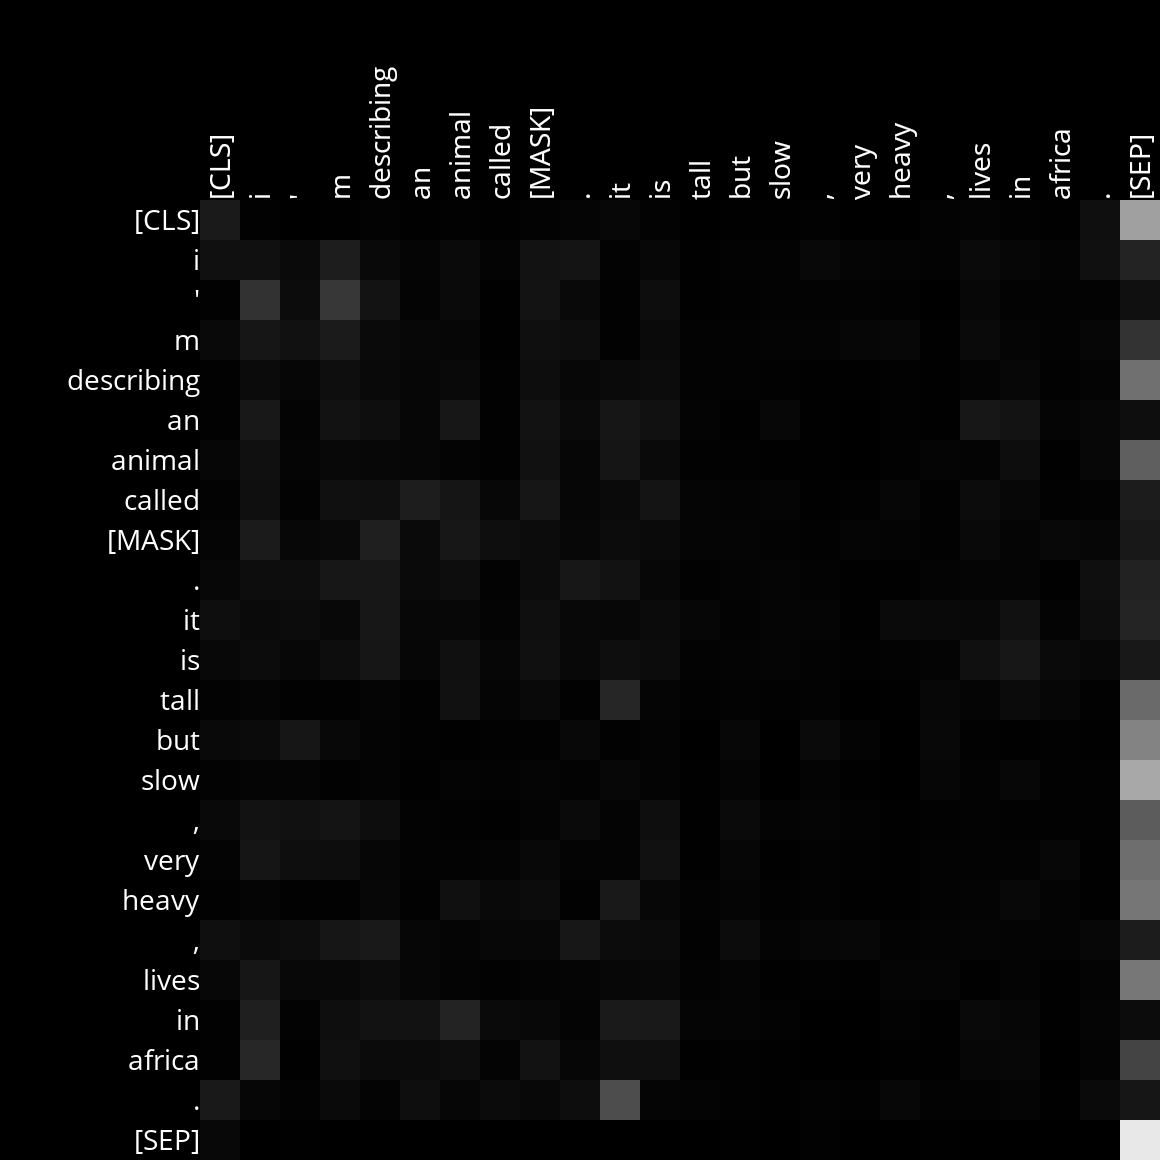 [CLS] i ' m describing an animal called [MASK] . it is tall but slow , very heavy , lives in africa . [SEP]
[CLS]
i
'
m
describing
an
animal
called
[MASK]
.
it
is
tall
but
slow
,
very
heavy
,
lives
in
africa
.
[SEP]